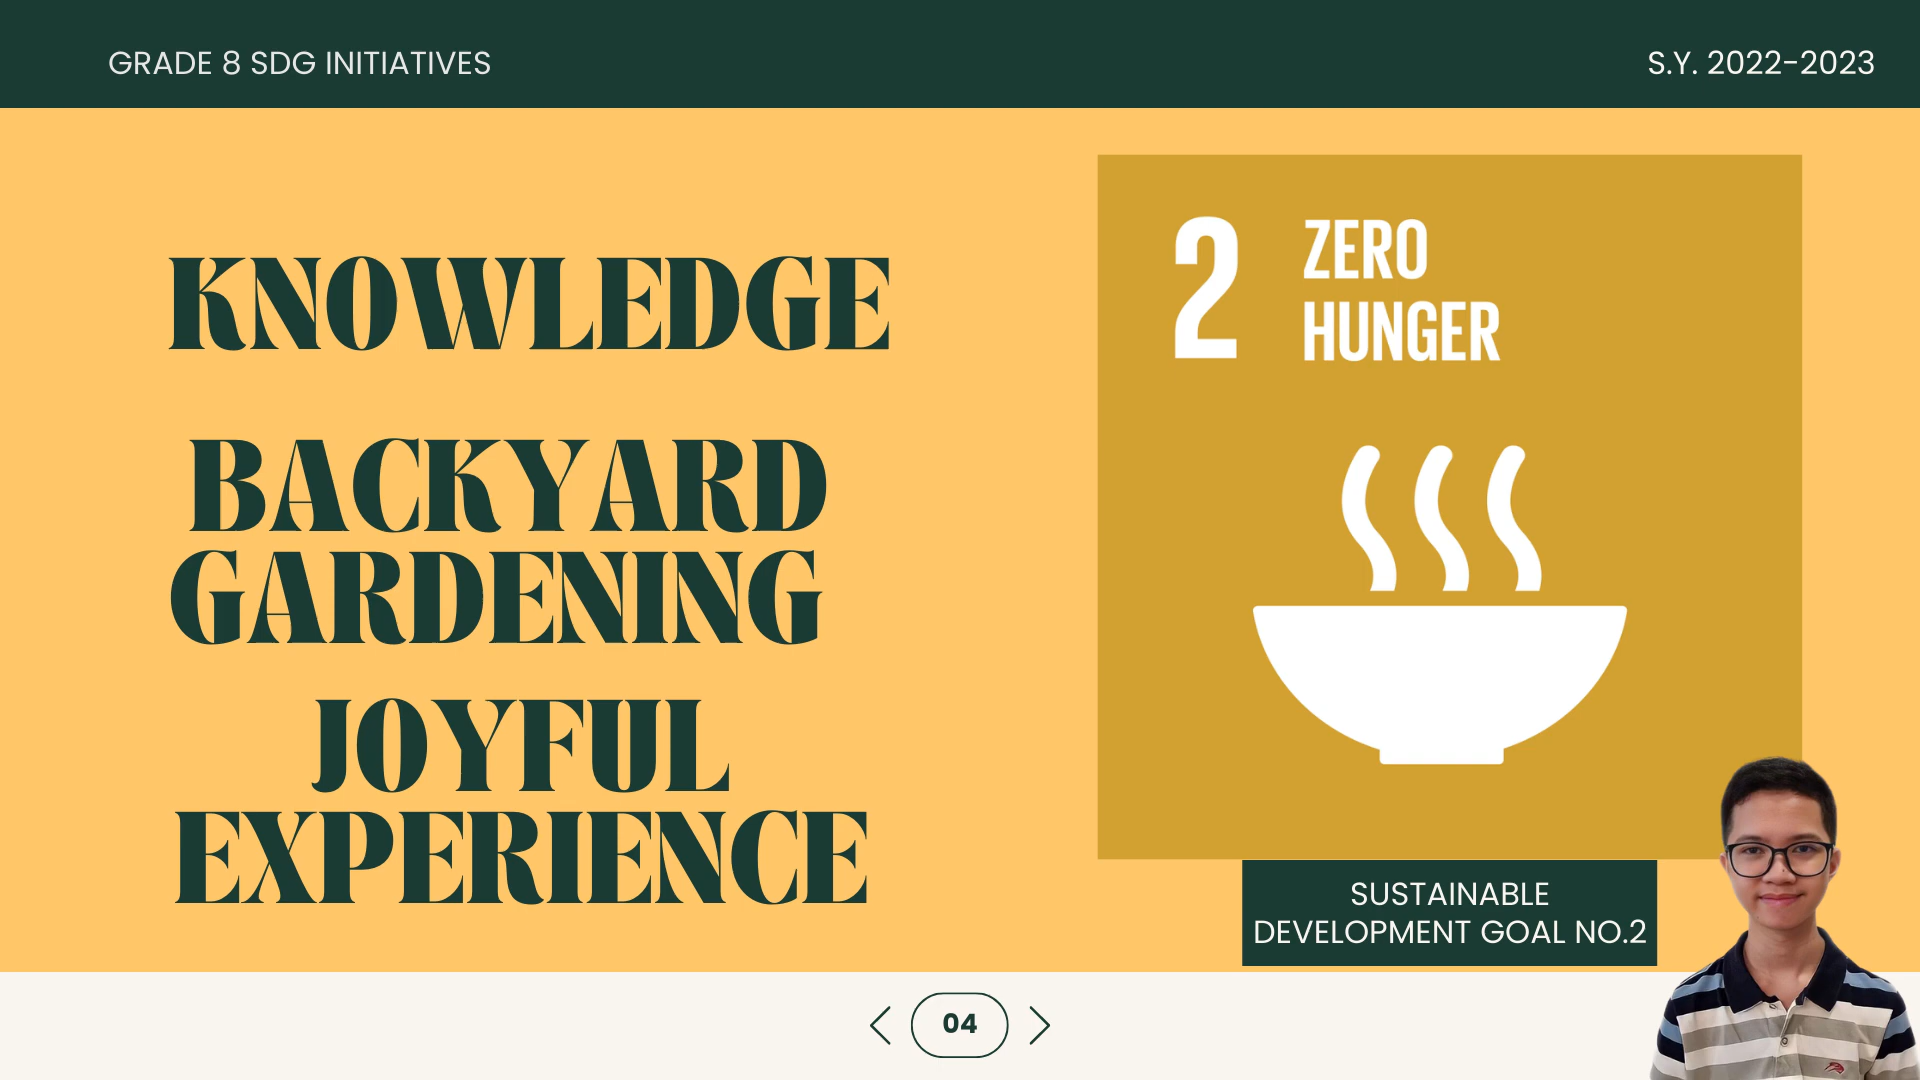 GRADE 8 SDG INITIATIVES
S.Y. 2022-2023
KNOWLEDGE
BACKYARD
GARDENING
JOYFUL
EXPERIENCE
2 ZERO
HUNGER
SUSTAINABLE
DEVELOPMENT GOAL NO.2
04